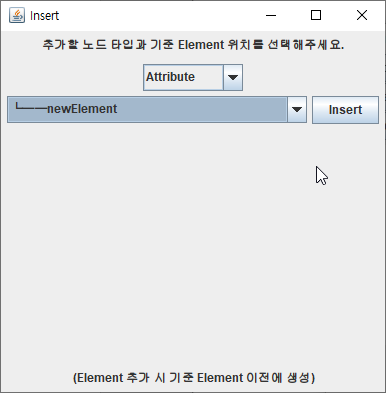 Insert
추가할 노드 타입과 기준 Element 위치를 선택해주세요.
Attribute
└──newElement
Insert
(Element 추가 시 기준 Element 이전에 생성)